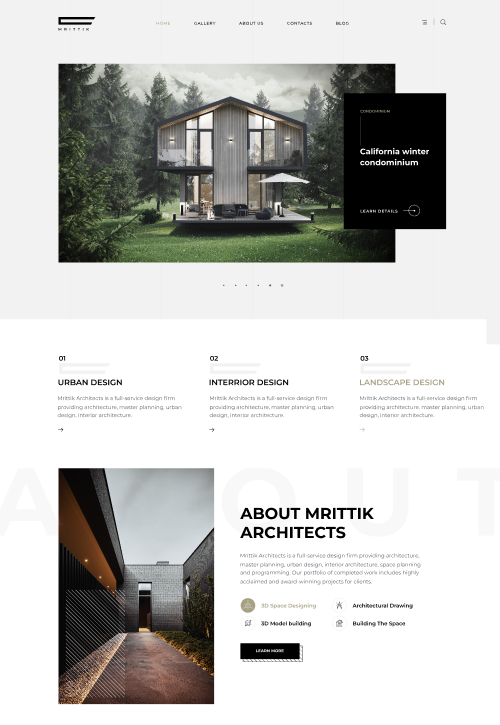 MRITTIK
HOME GALLERY ABOUT US CONTACTS BLOG
CONDOMINIUM
California winter
condominium
LEARN DETAILS
01
URBAN DESIGN
Mrittik Architects is a full-service design firm
providing architecture, master planning, urban
design, interior architecture.
02
INTERRIOR DESIGN
Mrittik Architects is a full-service design firm
providing architecture, master planning, urban
design, interior architecture.
03
LANDSCAPE DESIGN
Mrittik Architects is a full-service design firm
providing architecture, master planning, urban
design, interior architecture.
ABOUT
ABOUT MRITTIK
ARCHITECTS
Mrittik Architects is a full-service design firm providing architecture,
master planning, urban design, interior architecture, space planning
and programming. Our portfolio of completed work includes highly
acclaimed and award-winning projects for clients.
3D Space Designing
Architectural Drawing
3D Model building
Building The Space
LEARN MORE